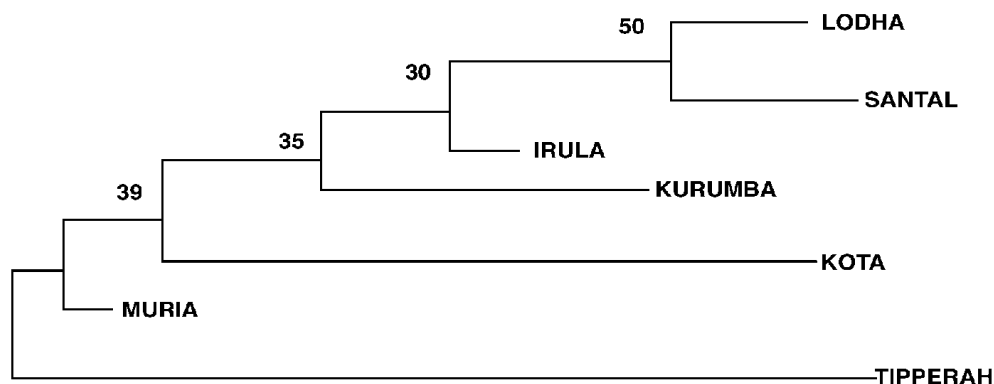 50
LODHA
30
SANTAL
35
IRULA
39
KURUMBA
KOTA
MURIA
TIPPERAH